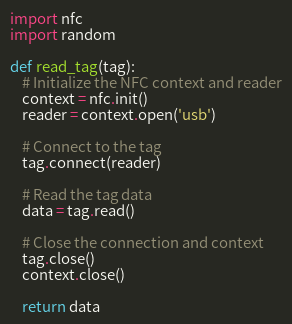 import nfc
import random
def read_tag(tag):
# Initialize the NFC context and reader
context = nfc.init()
reader = context.open('usb')
# Connect to the tag
tag.connect(reader)
# Read the tag data
data = tag.read()
# Close the connection and context
tag.close()
context.close()
return data